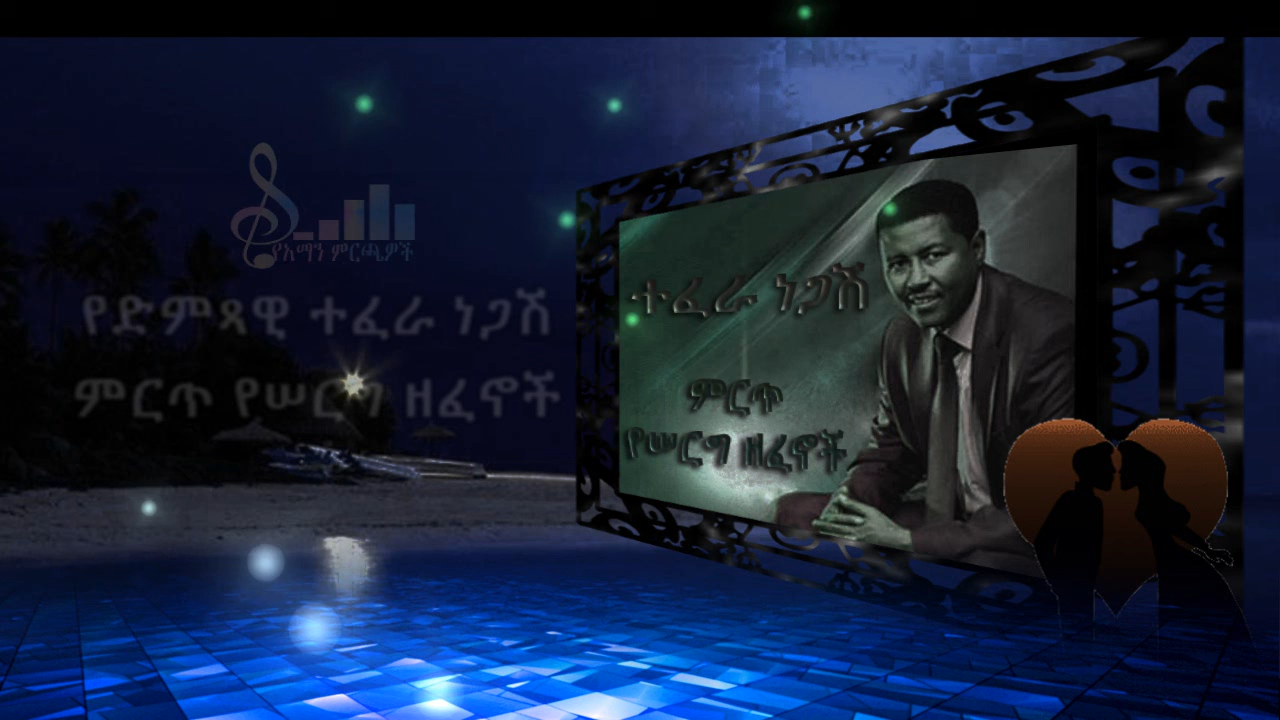 የአማን ምርጫዎች
የድምጻዊ ተፈራ ነጋሽ
ምርጥ የሠርግ ዘፈኖች
ተፈራ ነጋሽ
ምርጥ
የሠርግ ዘፈኖች